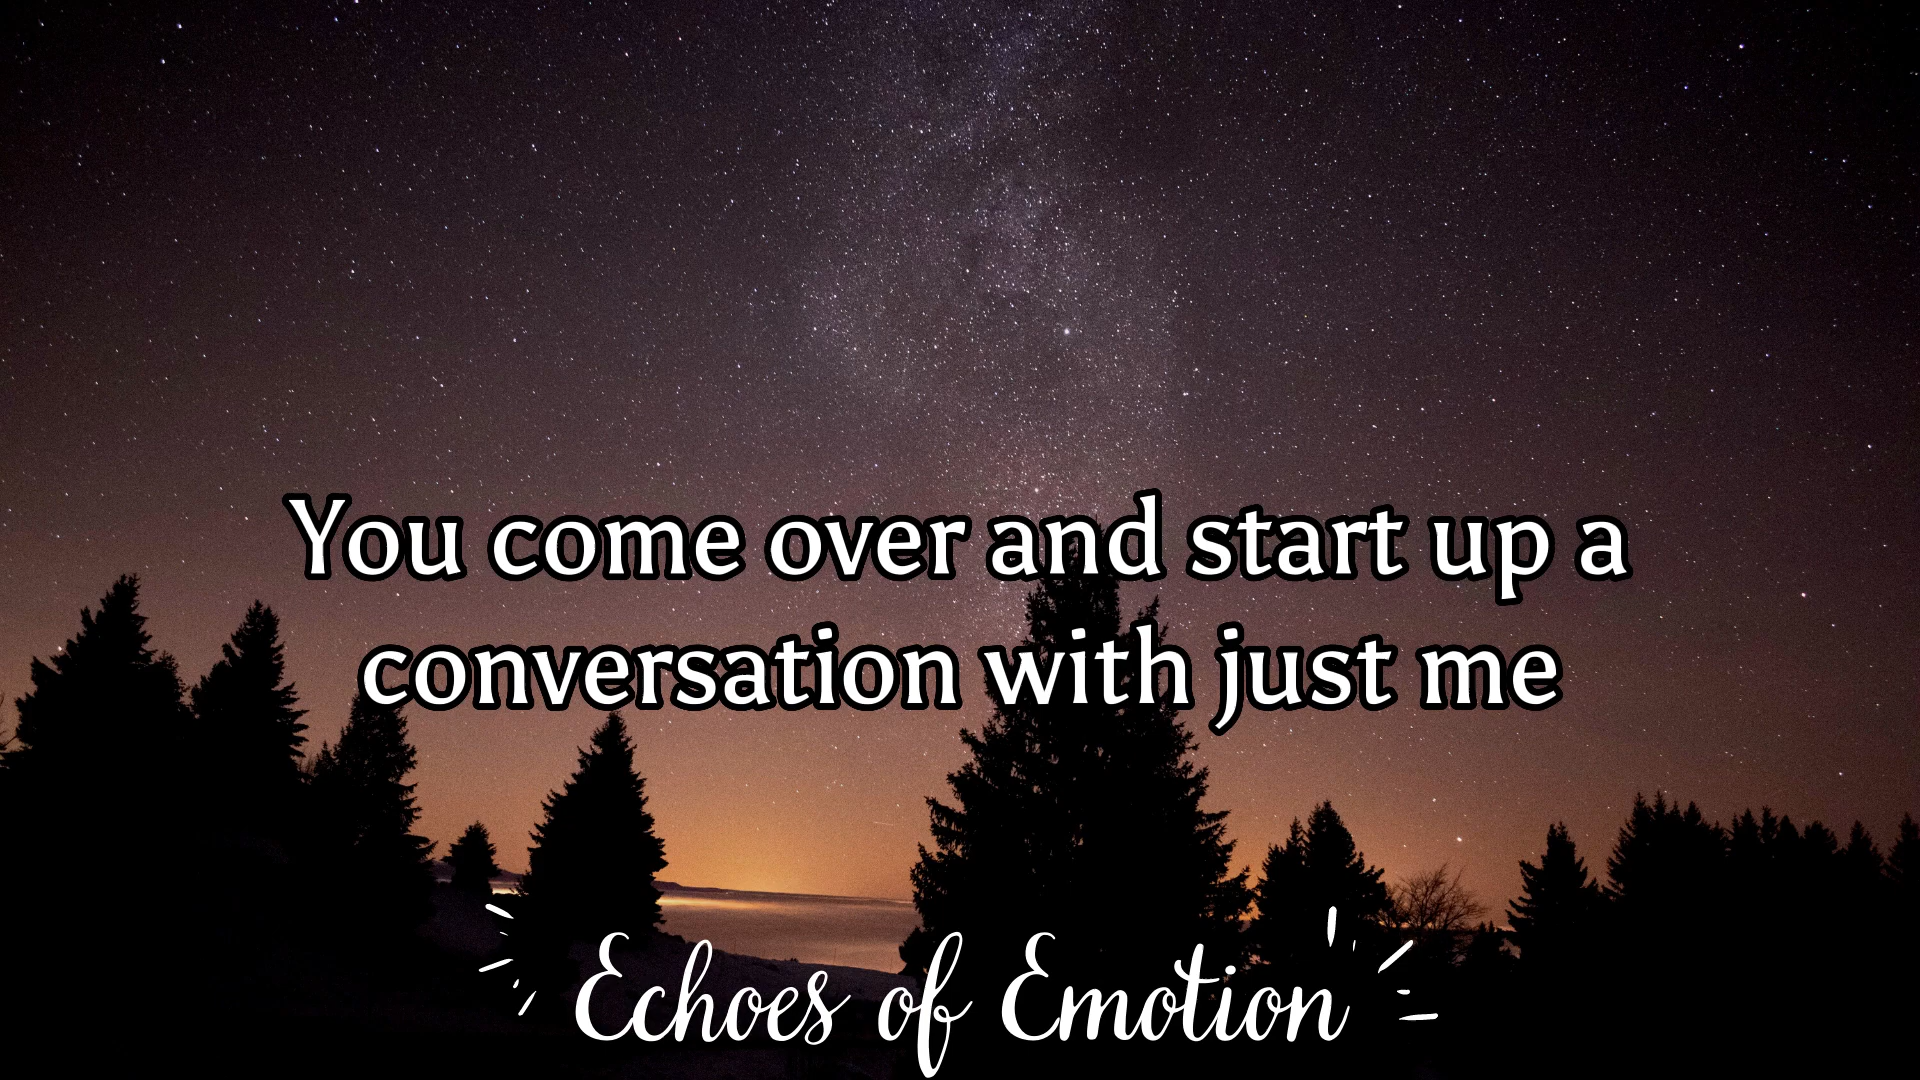 You come over and start up a
conversation with just me
Echoes of Emotion